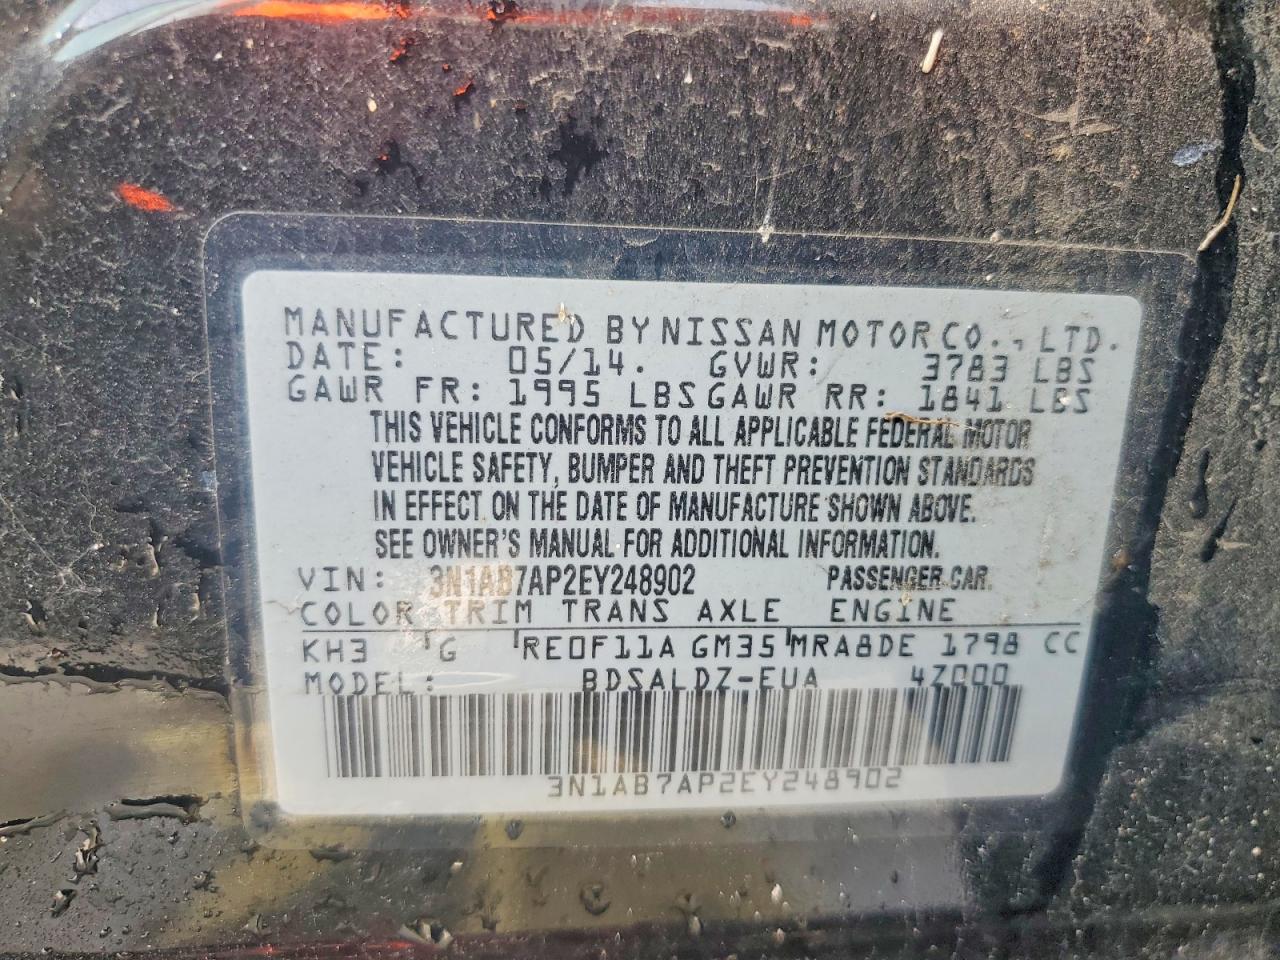 MANUFACTURED BY NISSAN MOTOR CO., LTD.
DATE: 05/14. GVWR: 3783 LBS
GAWR FR: 1995 LBS GAWR RR: 1841 LBS
THIS VEHICLE CONFORMS TO ALL APPLICABLE FEDERAL MOTOR
VEHICLE SAFETY, BUMPER AND THEFT PREVENTION STANDARDS
IN EFFECT ON THE DATE OF MANUFACTURE SHOWN ABOVE.
SEE OWNER'S MANUAL FOR ADDITIONAL INFORMATION.
VIN: 3N1AB7AP2EY248902 PASSENGER CAR.
COLOR TRIM TRANS AXLE ENGINE
KH3 G RE0F11A GM35 MRA8DE 1798 CC
MODEL: BDSALDZ-EUA 4Z000
3N1AB7AP2EY248902